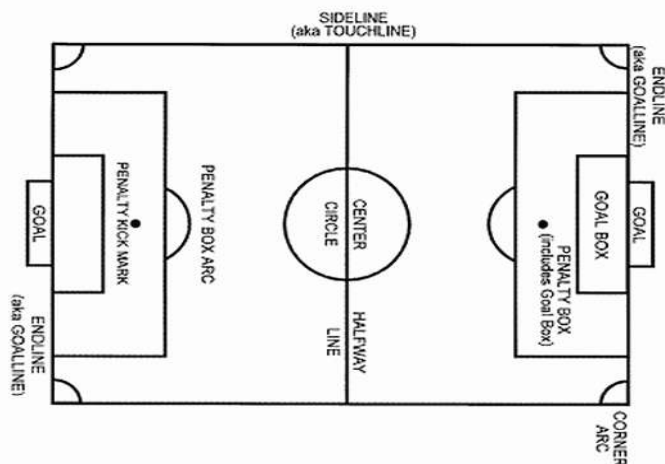 SIDELINE
(aka TOUCHLINE)
ENDLINE
(aka GOALLINE)
GOAL
PENALTY KICK MARK
PENALTY BOX ARC
CENTER
CIRCLE
HALFWAY
LINE
GOAL BOX
GOAL
PENALTY BOX
(includes Goal Box)
ENDLINE
(aka GOALLINE)
CORNER
ARC